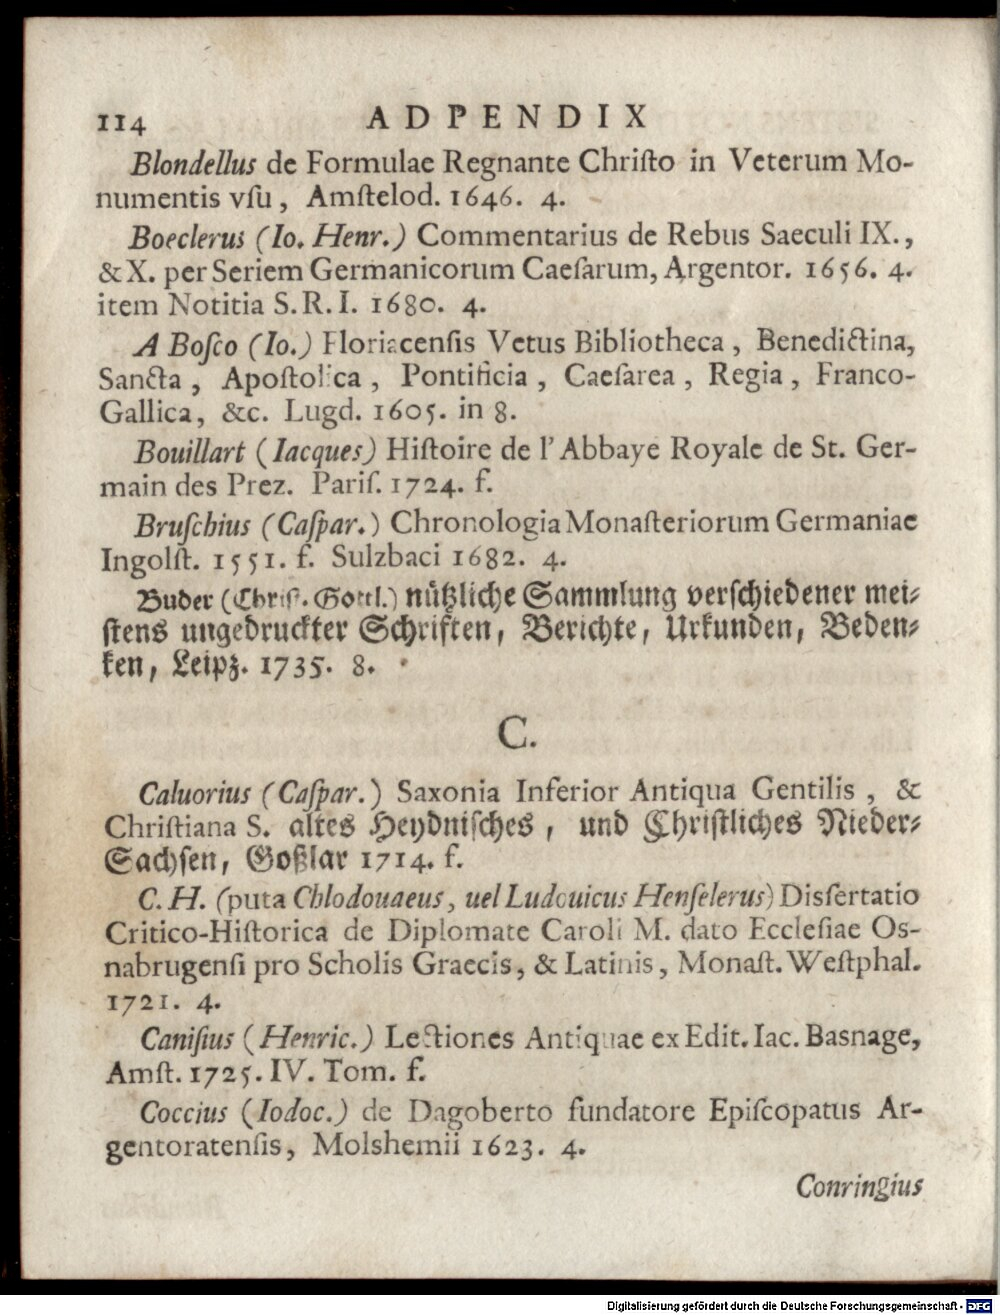 114 ADPENDIX
Blondellus de Formulae Regnante Chriſto in Veterum Mo-
numentis vſu, Amſtelod. 1646. 4.
Boeclerus (Io. Henr.) Commentarius de Rebus Saeculi IX.,
& X. per Seriem Germanicorum Caeſarum, Argentor. 1656. 4.
item Notitia S. R. I. 1680. 4.
A Boſco (Io.) Floriacenſis Vetus Bibliotheca, Benedictina,
Sancta, Apoſtolica, Pontificia, Caeſarea, Regia, Franco-
Gallica, &c. Lugd. 1605. in 8.
Bouillart (Iacques) Hiſtoire de l' Abbaye Royale de St. Ger-
main des Prez. Pariſ. 1724. f.
Bruſchius (Caſpar.) Chronologia Monaſteriorum Germaniae
Ingolſt. 1551. f. Sulzbaci 1682. 4.
Buder (Chriſ. Gottl.) nützliche Sammlung verſchiedener mei⸗
ſtens ungedruckter Schriften, Berichte, Urkunden, Beden⸗
ken, Leipz. 1735. 8.
C.
Caluorius (Caſpar.) Saxonia Inferior Antiqua Gentilis, &
Chriſtiana S. altes Heydniſches, und Chriſtliches Nieder⸗
Sachſen, Goßlar 1714. f.
C. H. (puta Chlodouaeus, uel Ludouicus Henſelerus) Diſſertatio
Critico-Hiſtorica de Diplomate Caroli M. dato Eccleſiae Os-
nabrugenſi pro Scholis Graecis, & Latinis, Monaſt. Weſtphal.
1721. 4.
Caniſius (Henric.) Lectiones Antiquae ex Edit. Iac. Basnage,
Amſt. 1725. IV. Tom. f.
Coccius (Iodoc.) de Dagoberto fundatore Epiſcopatus Ar-
gentoratenſis, Molshemii 1623. 4.
Conringius
Digitalisierung gefördert durch die Deutsche Forschungsgemeinschaft - DFG